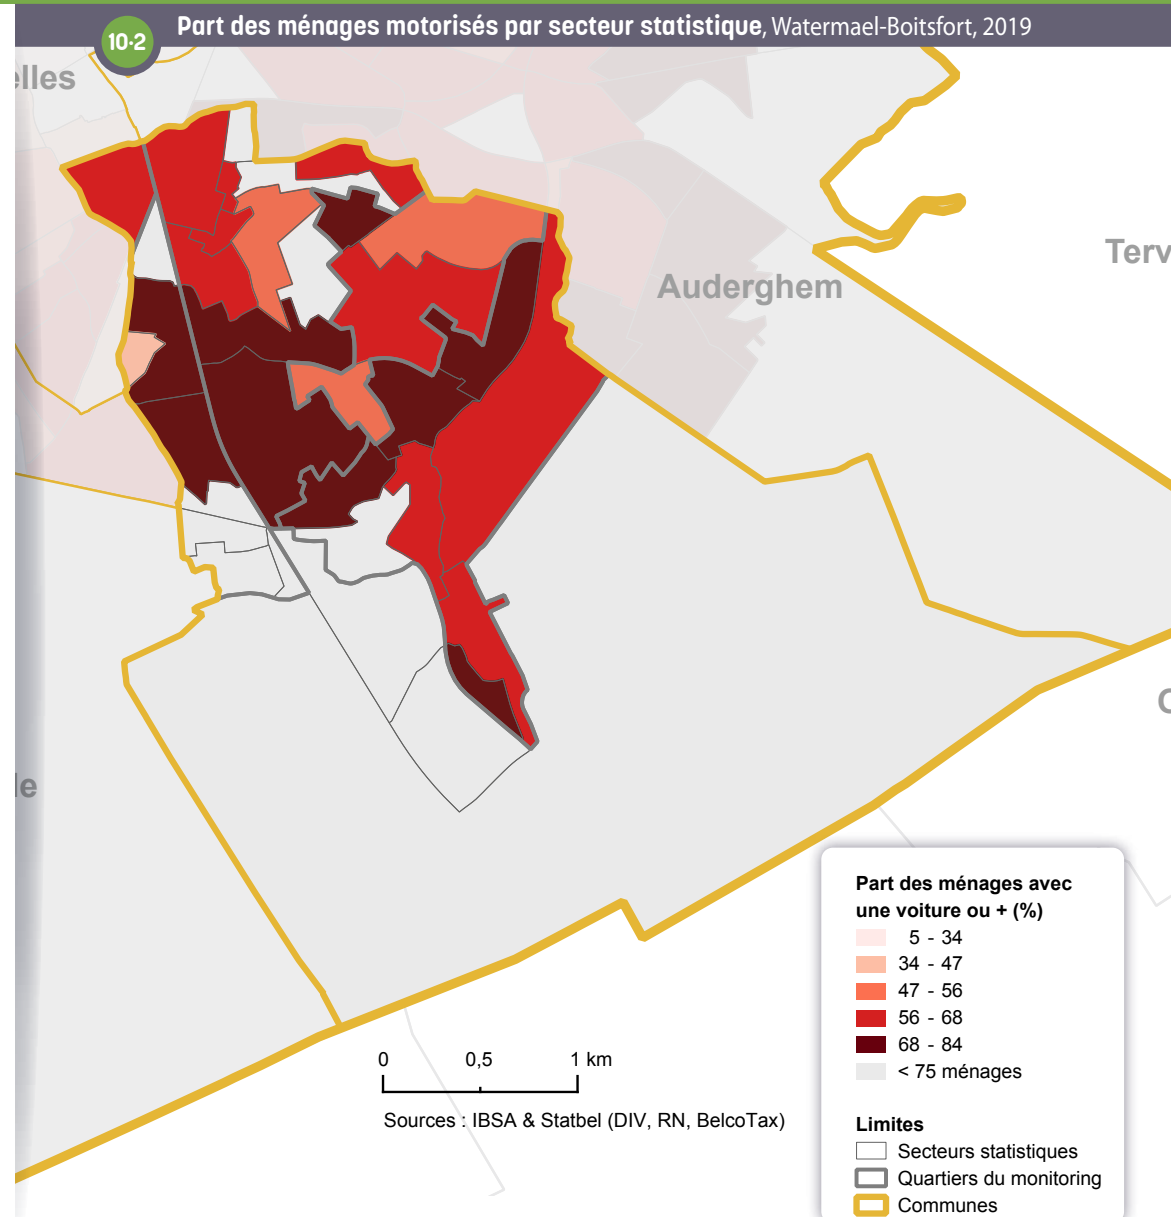 10·2
Part des ménages motorisés par secteur statistique, Watermael-Boitsfort, 2019
elles
Terv
Auderghem
C
le
Part des ménages avec
une voiture ou + (%)
5 - 34
34 - 47
47 - 56
56 - 68
68 - 84
< 75 ménages
0 0,5 1 km
Sources : IBSA & Statbel (DIV, RN, BelcoTax)
Limites
Secteurs statistiques
Quartiers du monitoring
Communes